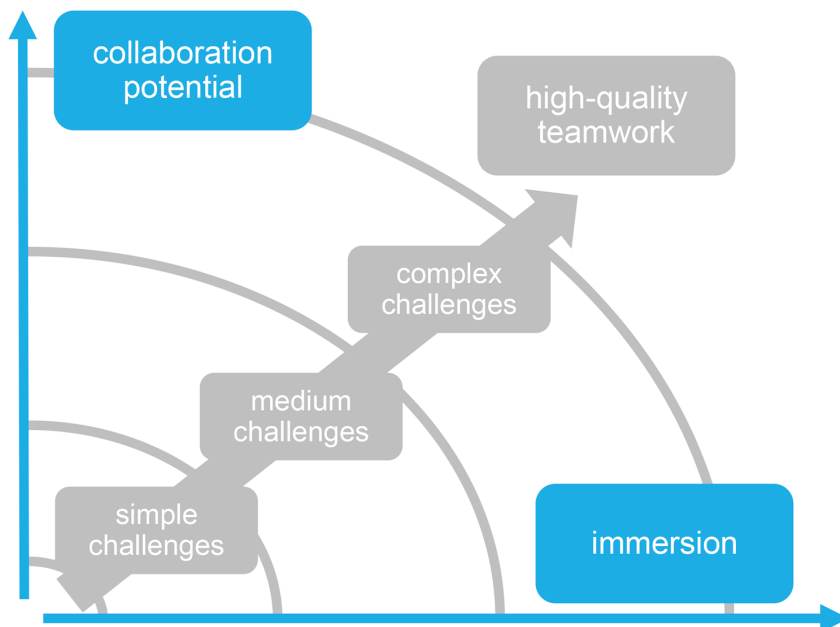 collaboration
potential
high-quality
teamwork
complex
challenges
medium
challenges
simple
challenges
immersion